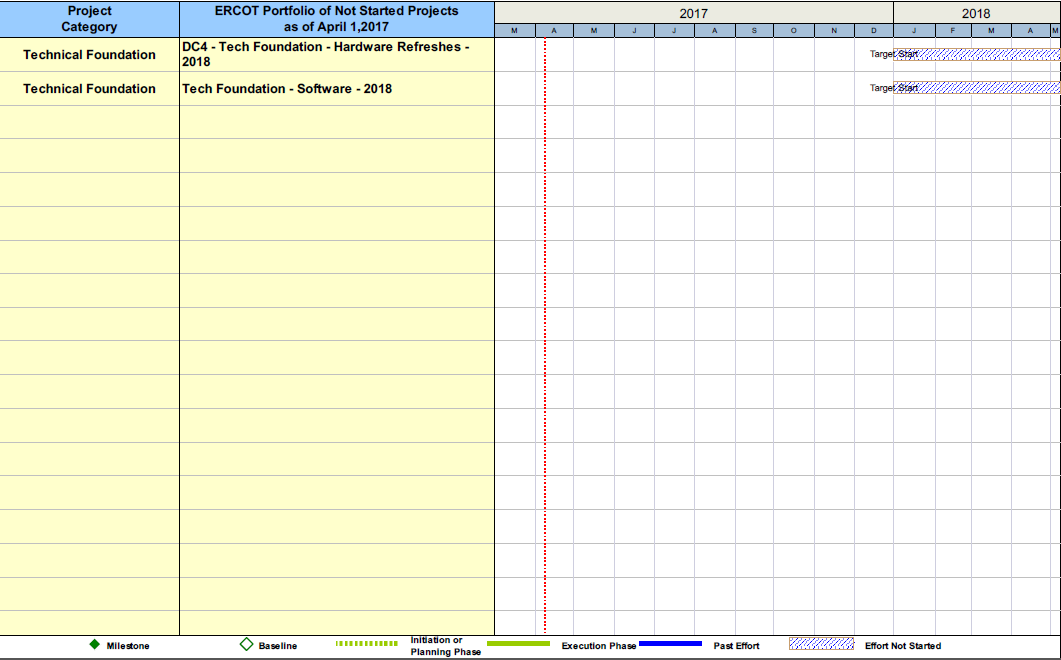 Project
Category
ERCOT Portfolio of Not Started Projects
as of April 1,2017
2017
2018
M A M J J A S O N D J F M A M
Technical Foundation
DC4 - Tech Foundation - Hardware Refreshes -
2018
Target Start
Technical Foundation
Tech Foundation - Software - 2018
Target Start
Milestone
Baseline
Initiation or
Planning Phase
Execution Phase
Past Effort
Effort Not Started